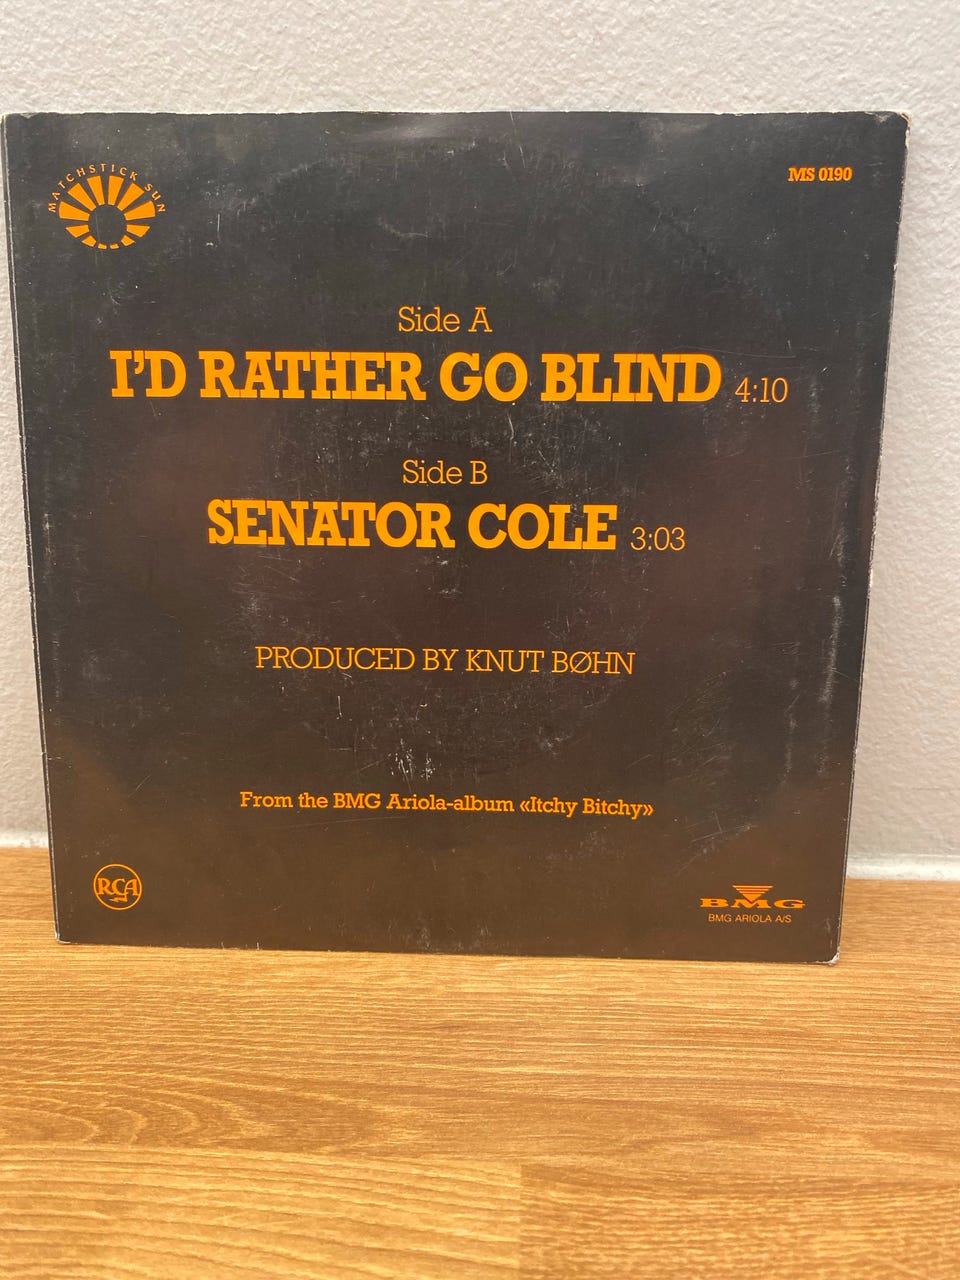 MATCHSTICK SUN
MS 0190
Side A
I'D RATHER GO BLIND 4:10
Side B
SENATOR COLE 3:03
PRODUCED BY KNUT BØHN
From the BMG Ariola-album «Itchy Bitchy»
RCA
BMG
BMG ARIOLA A/S